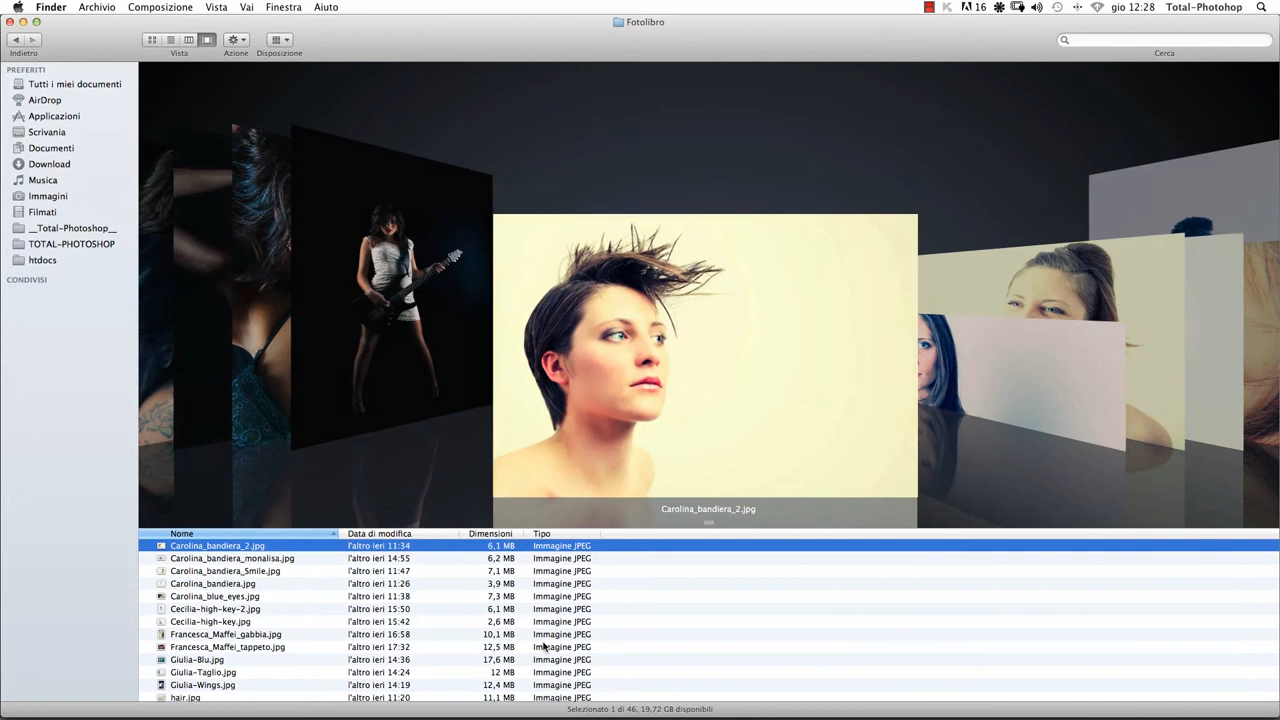 Finder Archivio Composizione Vista Vai Finestra Aiuto 16 gio 12:28 Total-Photohop
Fotolibro
Indietro Vista Azione Disposizione Cerca
PREFERITI
Tutti i miei documenti
AirDrop
Applicazioni
Scrivania
Documenti
Download
Musica
Immagini
Filmati
__Total-Photoshop__
TOTAL-PHOTOSHOP
htdocs
CONDIVISI
Carolina_bandiera_2.jpg
Nome Data di modifica Dimensioni Tipo
Carolina_bandiera_2.jpg l'altro ieri 11:34 6,1 MB Immagine JPEG
Carolina_bandiera_monalisa.jpg l'altro ieri 14:55 6,2 MB Immagine JPEG
Carolina_bandiera_Smile.jpg l'altro ieri 11:47 7,1 MB Immagine JPEG
Carolina_bandiera.jpg l'altro ieri 11:26 3,9 MB Immagine JPEG
Carolina_blue_eyes.jpg l'altro ieri 11:38 7,3 MB Immagine JPEG
Cecilia-high-key-2.jpg l'altro ieri 15:50 6,1 MB Immagine JPEG
Cecilia-high-key.jpg l'altro ieri 15:42 2,6 MB Immagine JPEG
Francesca_Maffei_gabbia.jpg l'altro ieri 16:58 10,1 MB Immagine JPEG
Francesca_Maffei_tappeto.jpg l'altro ieri 17:32 12,5 MB Immagine JPEG
Giulia-Blu.jpg l'altro ieri 14:36 17,6 MB Immagine JPEG
Giulia-Taglio.jpg l'altro ieri 14:24 12 MB Immagine JPEG
Giulia-Wings.jpg l'altro ieri 14:19 12,4 MB Immagine JPEG
hair.jpg l'altro ieri 11:20 11,1 MB Immagine JPEG
Selezionato 1 di 46, 19,72 GB disponibili